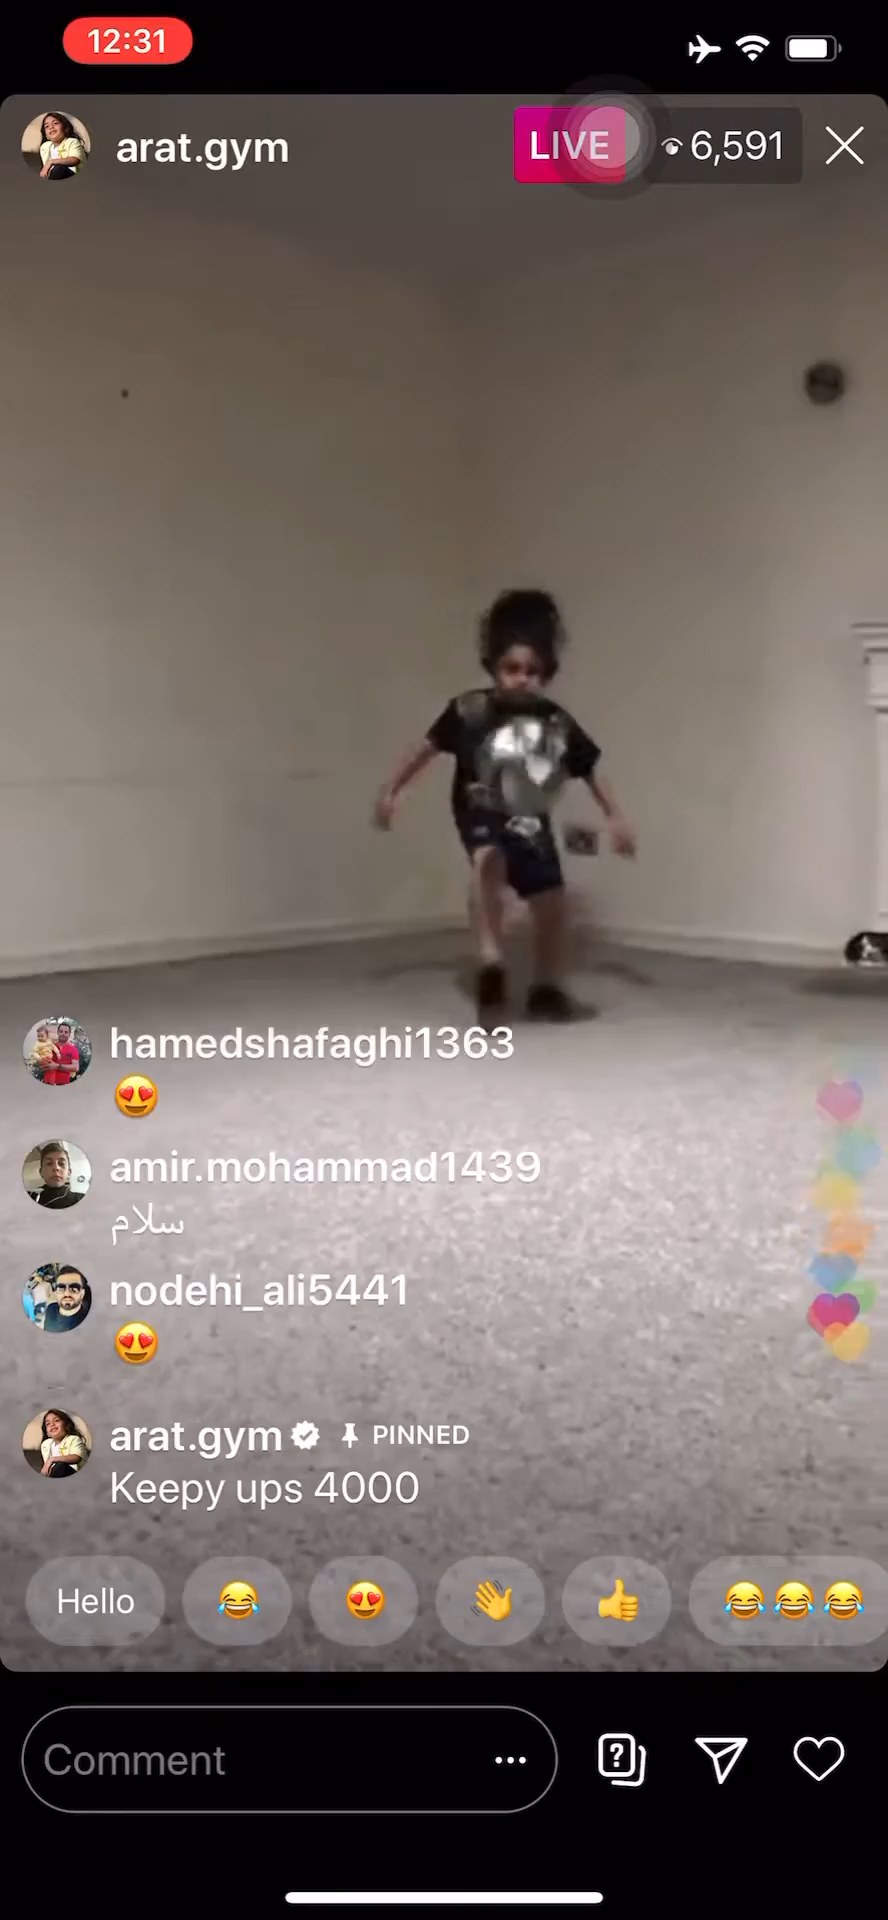 12:31
arat.gym
LIVE
6,591
hamedshafaghi1363
😍
amir.mohammad1439
سلام
nodehi_ali5441
😍
arat.gym PINNED
Keepy ups 4000
Hello 😂 😍 👋 👍 😂😂😂
Comment